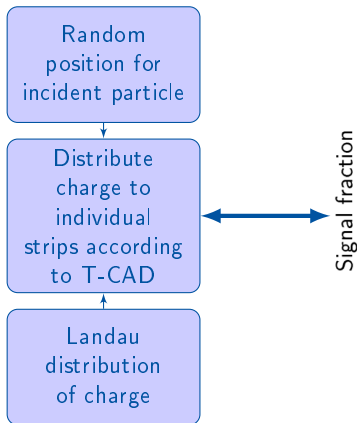 Random
position for
incident particle
Distribute
charge to
individual
strips according
to T-CAD
Landau
distribution
of charge
Signal fraction